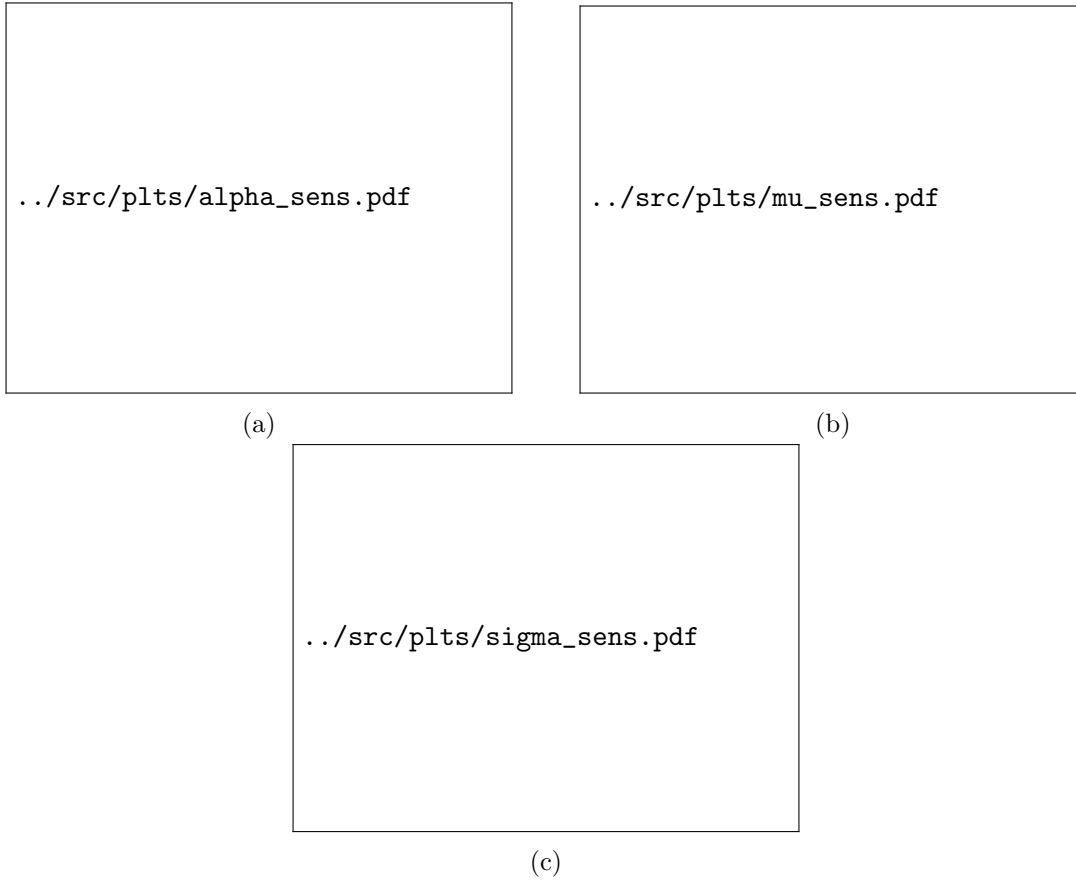 ../src/plts/alpha_sens.pdf
../src/plts/mu_sens.pdf
(a)
(b)
../src/plts/sigma_sens.pdf
(c)